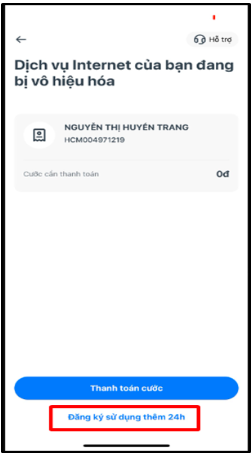 Hỗ trợ
Dịch vụ Internet của bạn đang
bị vô hiệu hóa
NGUYỄN THỊ HUYỀN TRANG
HCM004971219
Cước cần thanh toán 0đ
Thanh toán cước
Đăng ký sử dụng thêm 24h